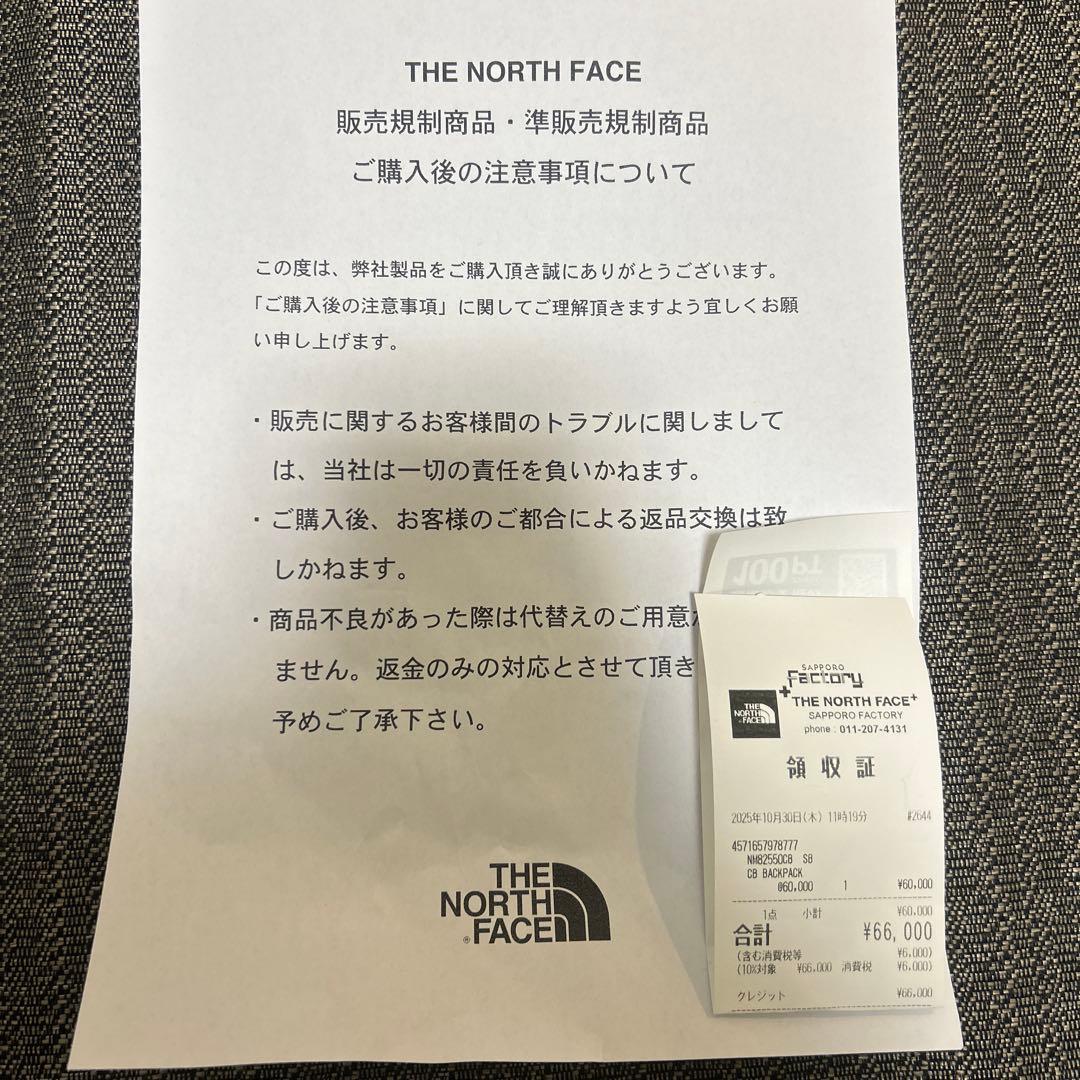 THE NORTH FACE
販売規制商品・準販売規制商品
ご購入後の注意事項について
この度は、弊社製品をご購入頂き誠にありがとうございます。
「ご購入後の注意事項」に関してご理解頂きますよう宜しくお願
い申し上げます。
・販売に関するお客様間のトラブルに関しまして
は、当社は一切の責任を負いかねます。
・ご購入後、お客様のご都合による返品交換は致
しかねます。
・商品不良があった際は代替えのご用意
ません。返金のみの対応とさせて頂き
予めご了承下さい。
THE
NORTH
FACE
®
100PT
SAPPORO
Factory
THE
NORTH
FACE
THE NORTH FACE+
SAPPORO FACTORY
phone : 011-207-4131
領収証
2025年10月30日(木) 11時19分 #2644
4571657978777
NM82550CB SB
CB BACKPACK
@60,000 1 ¥60,000
1点 小計 ¥60,000
合計 ¥66,000
(含む消費税等 ¥6,000)
(10%対象 ¥66,000 消費税 ¥6,000)
クレジット ¥66,000